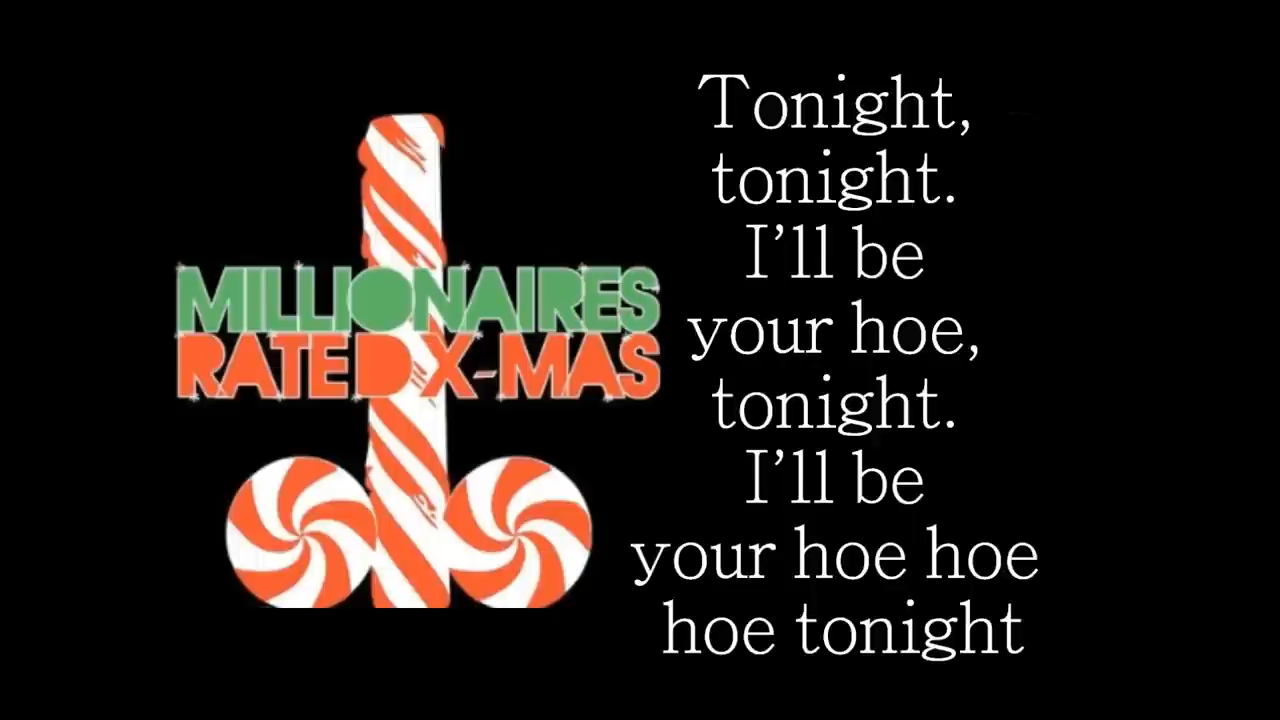 MILLIONAIRES
RATED X-MAS
Tonight,
tonight.
I'll be
your hoe,
tonight.
I'll be
your hoe hoe
hoe tonight